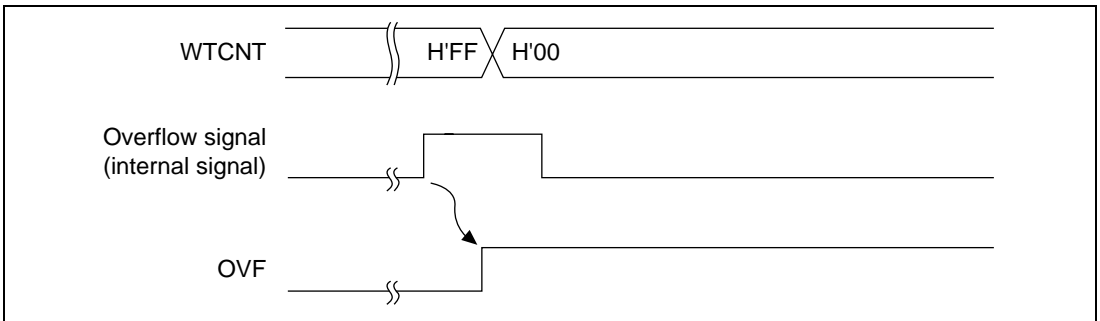 WTCNT
H'FF
H'00
Overflow signal
(internal signal)
OVF